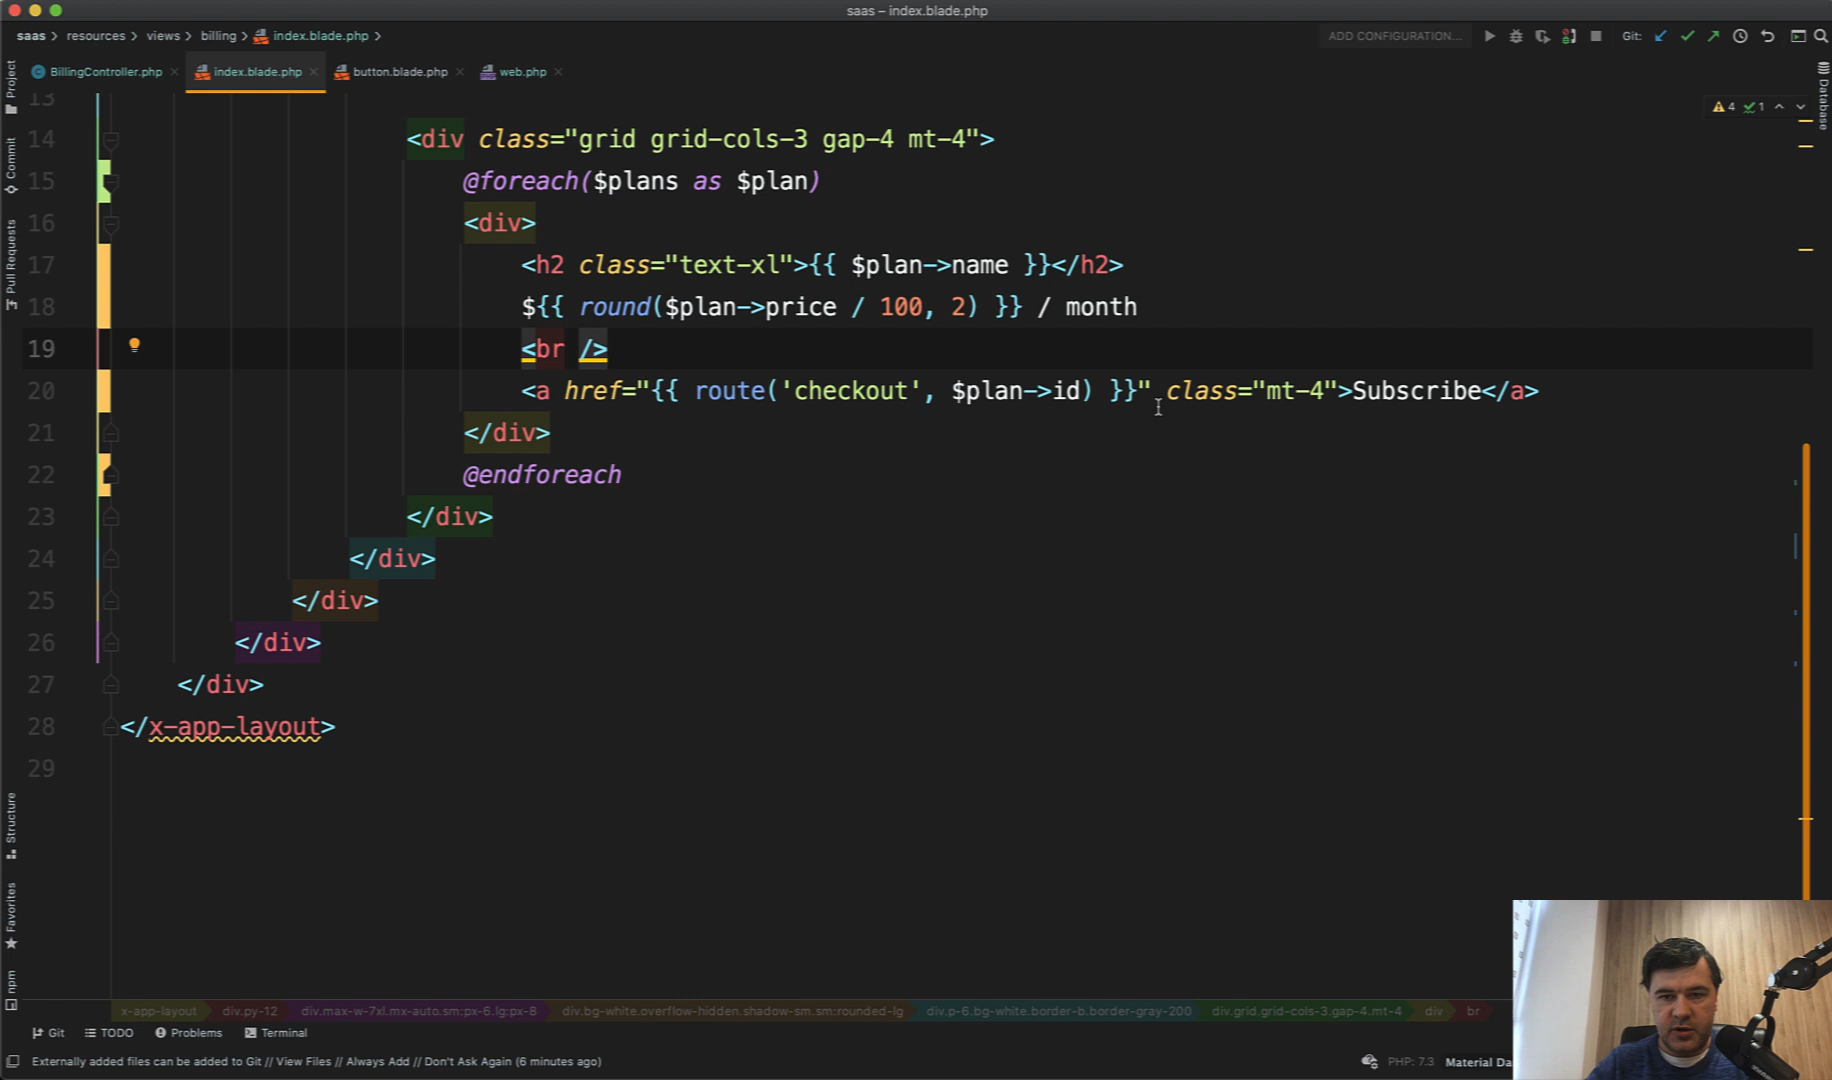 saas – index.blade.php
saas › resources › views › billing › index.blade.php ›
ADD CONFIGURATION...
Git:
BillingController.php
index.blade.php
button.blade.php
web.php
Project
Commit
Pull Requests
Structure
Favorites
npm
Database
4 1
13
14 <div class="grid grid-cols-3 gap-4 mt-4">
15 @foreach($plans as $plan)
16 <div>
17 <h2 class="text-xl">{{ $plan->name }}</h2>
18 ${{ round($plan->price / 100, 2) }} / month
19 <br />
20 <a href="{{ route('checkout', $plan->id) }}" class="mt-4">Subscribe</a>
21 </div>
22 @endforeach
23 </div>
24 </div>
25 </div>
26 </div>
27 </div>
28 </x-app-layout>
29
x-app-layout
div.py-12
div.max-w-7xl.mx-auto.sm:px-6.lg:px-8
div.bg-white.overflow-hidden.shadow-sm.sm:rounded-lg
div.p-6.bg-white.border-b.border-gray-200
div.grid.grid-cols-3.gap-4.mt-4
div
br
Git
TODO
Problems
Terminal
Externally added files can be added to Git // View Files // Always Add // Don't Ask Again (6 minutes ago)
PHP: 7.3
Material Da